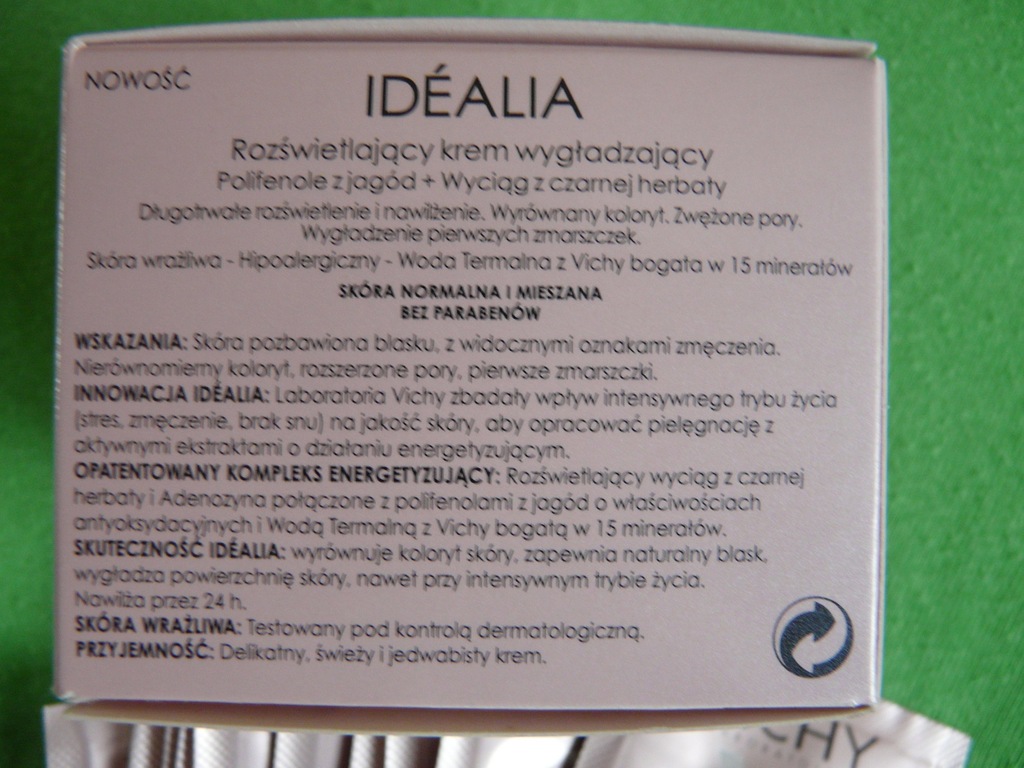 NOWOŚĆ
IDÉALIA
Rozświetlający krem wygładzający
Polifenole z jagód + Wyciąg z czarnej herbaty
Długotrwałe rozświetlenie i nawilżenie. Wyrównany koloryt. Zwężone pory.
Wygładzenie pierwszych zmarszczek.
Skóra wrażliwa - Hipoalergiczny - Woda Termalna z Vichy bogata w 15 minerałów
SKÓRA NORMALNA I MIESZANA
BEZ PARABENÓW
WSKAZANIA: Skóra pozbawiona blasku, z widocznymi oznakami zmęczenia.
Nierównomierny koloryt, rozszerzone pory, pierwsze zmarszczki.
INNOWACJA IDÉALIA: Laboratoria Vichy zbadały wpływ intensywnego trybu życia
(stres, zmęczenie, brak snu) na jakość skóry, aby opracować pielęgnację z
aktywnymi ekstraktami o działaniu energetyzującym.
OPATENTOWANY KOMPLEKS ENERGETYZUJĄCY: Rozświetlający wyciąg z czarnej
herbaty i Adenozyna połączone z polifenolami z jagód o właściwościach
antyoksydacyjnych i Wodą Termalną z Vichy bogatą w 15 minerałów.
SKUTECZNOŚĆ IDÉALIA: wyrównuje koloryt skóry, zapewnia naturalny blask,
wygładza powierzchnię skóry, nawet przy intensywnym trybie życia.
Nawilża przez 24 h.
SKÓRA WRAŻLIWA: Testowany pod kontrolą dermatologiczną.
PRZYJEMNOŚĆ: Delikatny, świeży i jedwabisty krem.
CHY